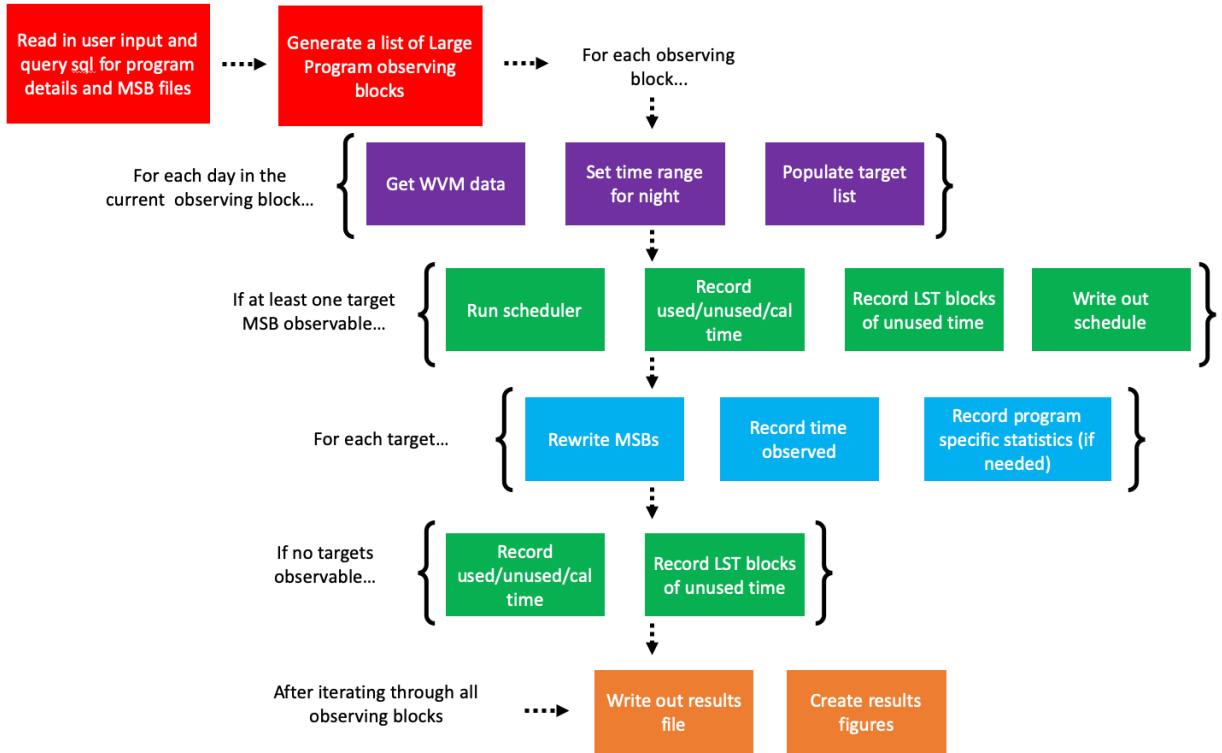 Read in user input and
query sql for program
details and MSB files
Generate a list of Large
Program observing
blocks
For each observing
block...
For each day in the
current observing block...
Get WVM data
Set time range
for night
Populate target
list
If at least one target
MSB observable...
Run scheduler
Record
used/unused/cal
time
Record LST blocks
of unused time
Write out
schedule
For each target...
Rewrite MSBs
Record time
observed
Record program
specific statistics (if
needed)
If no targets
observable...
Record
used/unused/cal
time
Record LST blocks
of unused time
After iterating through all
observing blocks
Write out results
file
Create results
figures